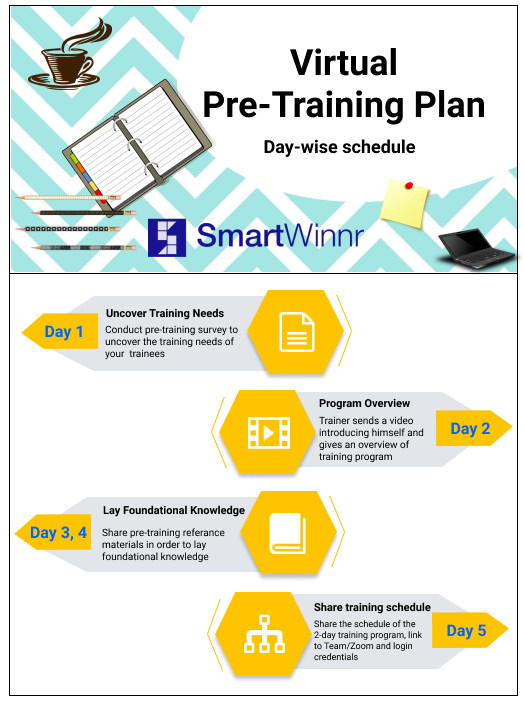 Virtual
Pre-Training Plan
Day-wise schedule
SmartWinnr
Day 1
Uncover Training Needs
Conduct pre-training survey to
uncover the training needs of
your trainees
Program Overview
Trainer sends a video
introducing himself and
gives an overview of
training program
Day 2
Day 3, 4
Lay Foundational Knowledge
Share pre-training referance
materials in order to lay
foundational knowledge
Share training schedule
Share the schedule of the
2-day training program, link
to Team/Zoom and login
credentials
Day 5